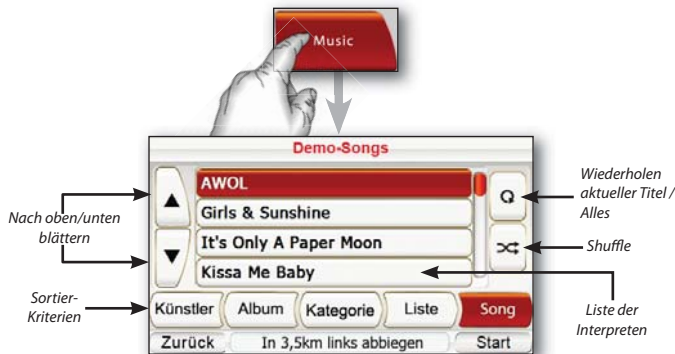 Music
Demo-Songs
AWOL
Girls & Sunshine
It's Only A Paper Moon
Kissa Me Baby
Künstler Album Kategorie Liste Song
Zurück In 3,5km links abbiegen Start
Nach oben/unten
blättern
Sortier-
Kriterien
Wiederholen
aktueller Titel /
Alles
Shuffle
Liste der
Interpreten